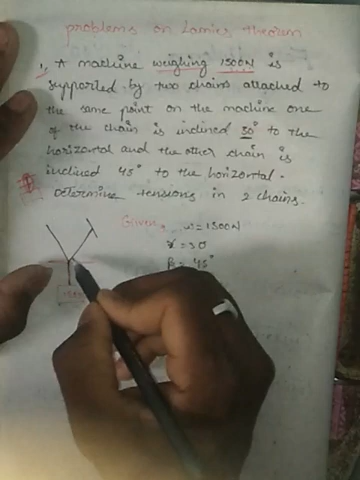 problems on Lamies theorem
1, A machine weighing 1500N is
supported by two chains attached to
the same point on the machine one
of the chain is inclined 30° to the
horizontal and the other chain is
inclined 45° to the horizontal.
Determine tensions in 2 chains.
Given, w=1500N
= 30
β = 45°